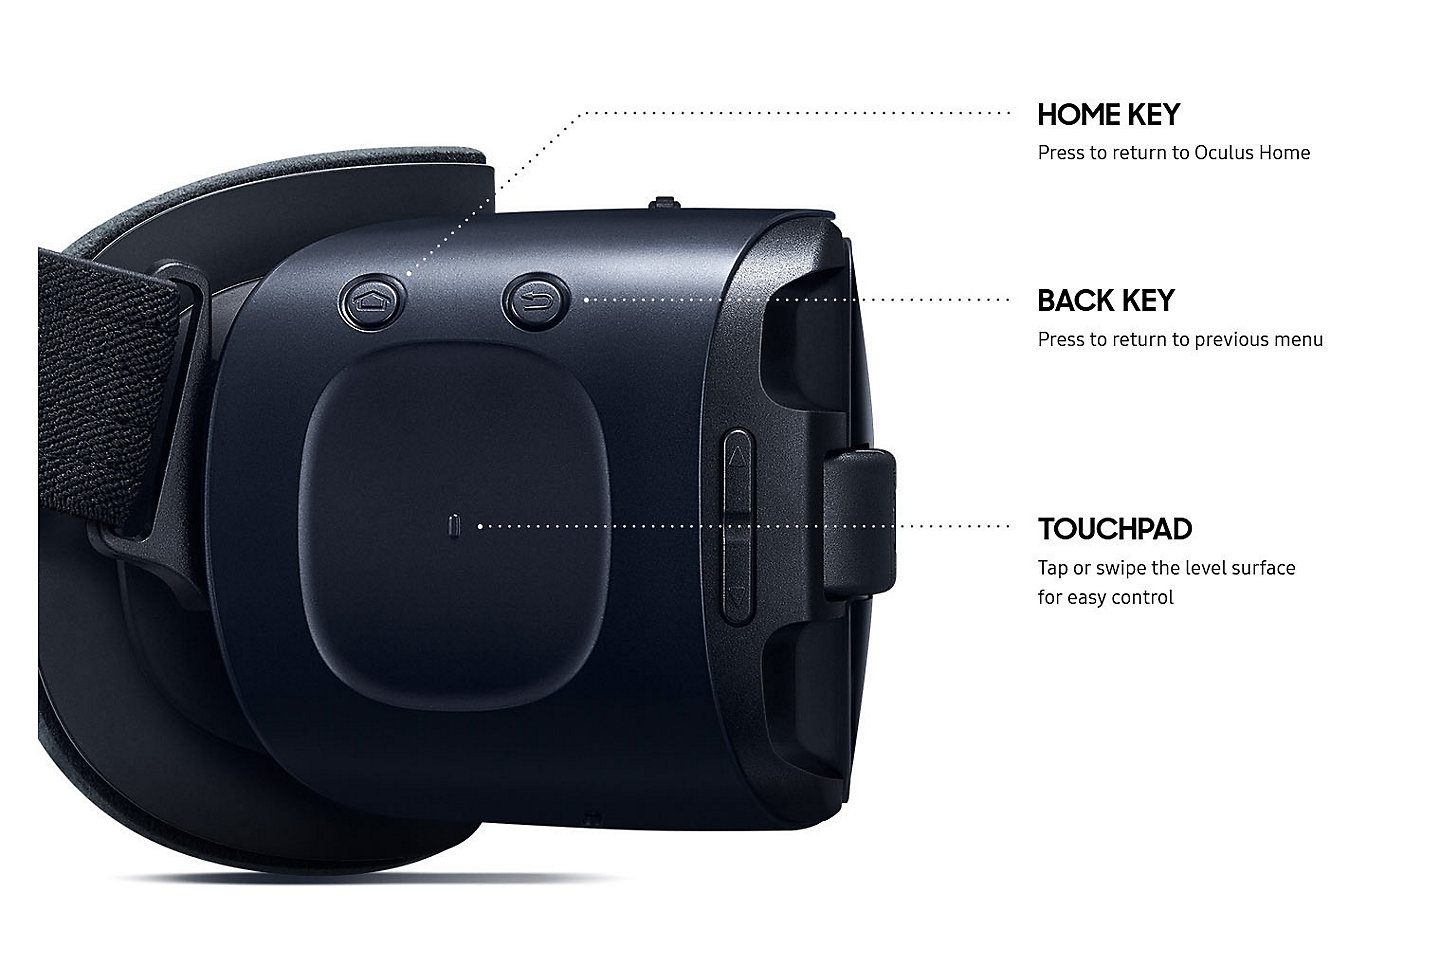 HOME KEY
Press to return to Oculus Home
BACK KEY
Press to return to previous menu
TOUCHPAD
Tap or swipe the level surface
for easy control